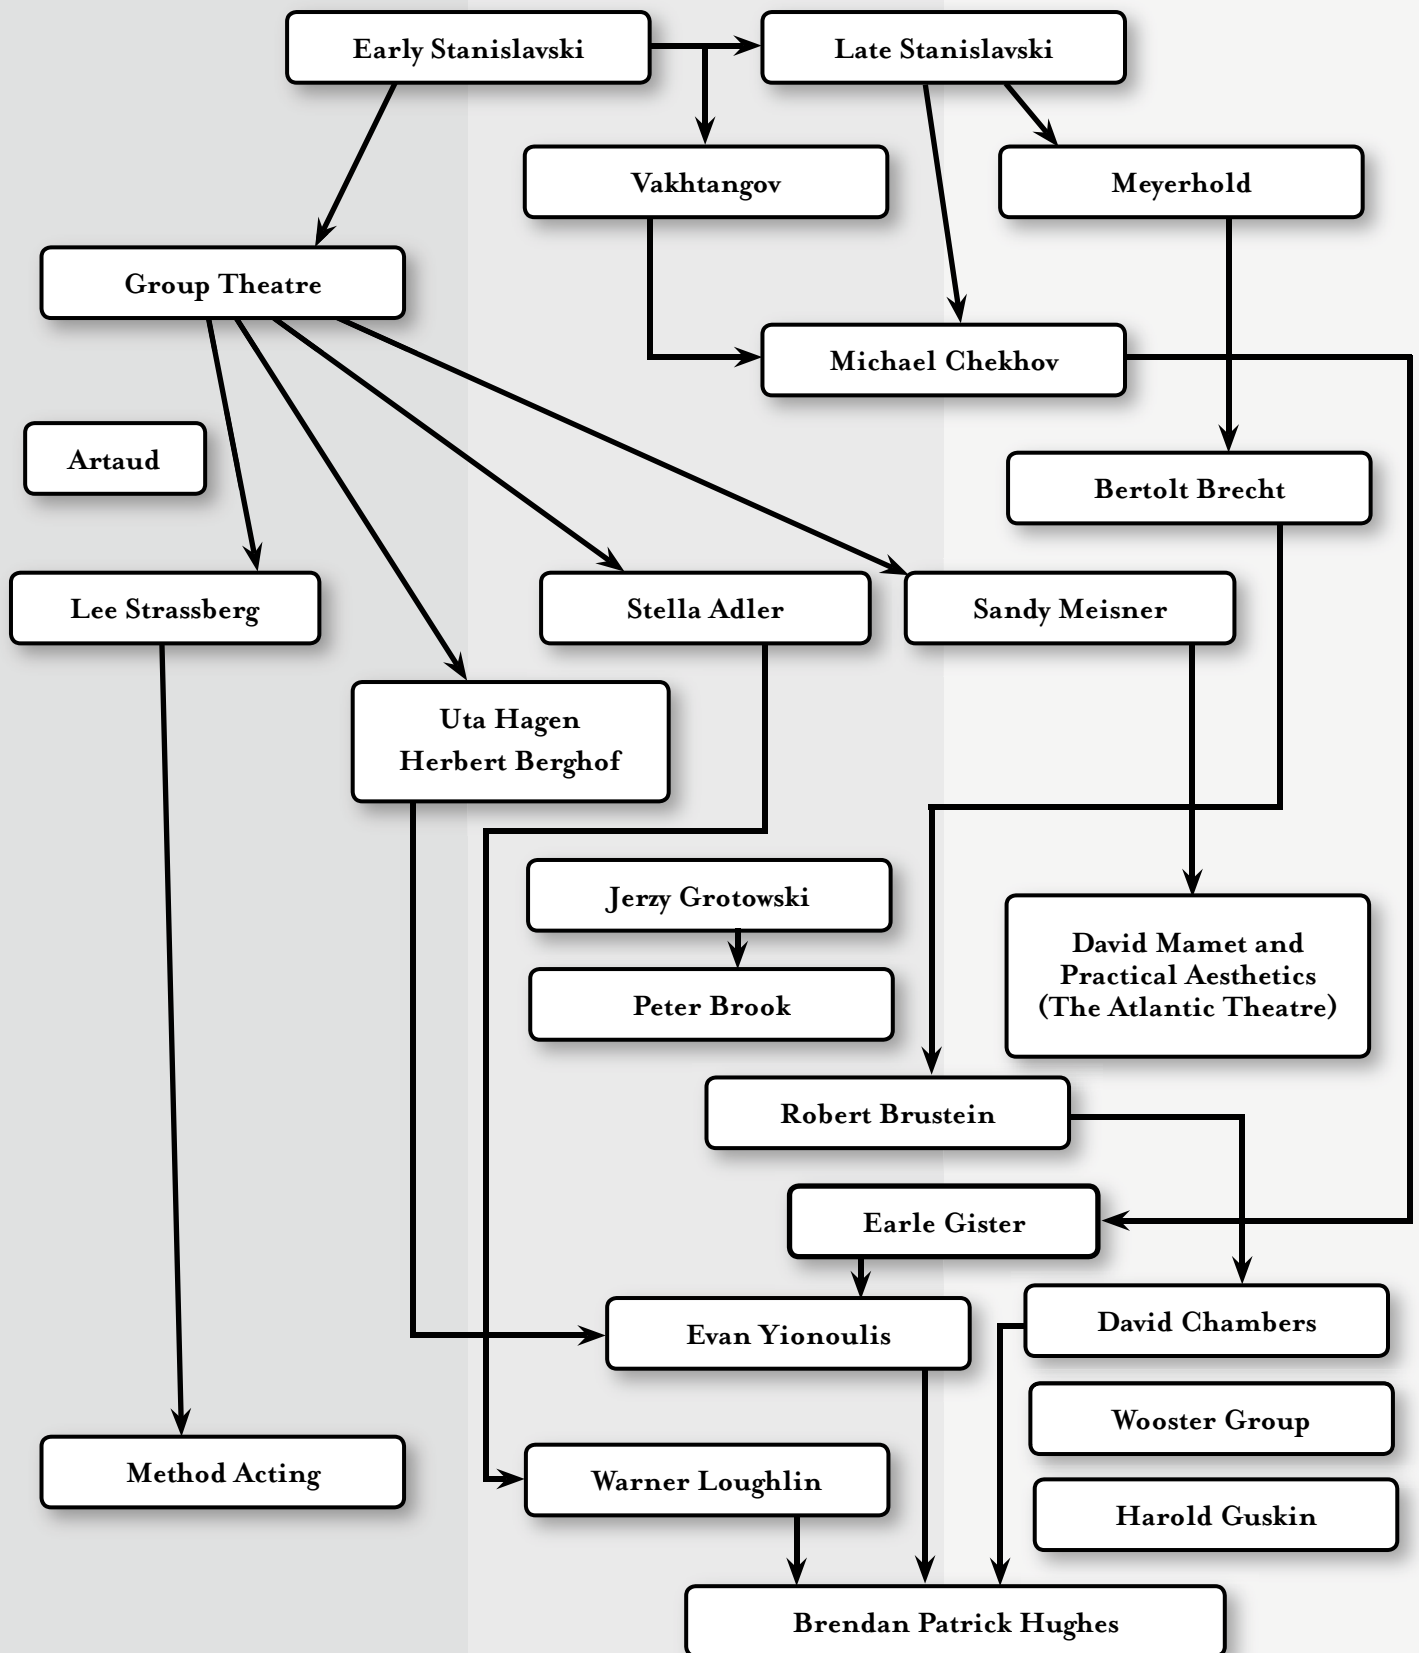 Early Stanislavski
Late Stanislavski
Vakhtangov
Meyerhold
Group Theatre
Michael Chekhov
Artaud
Bertolt Brecht
Lee Strassberg
Stella Adler
Sandy Meisner
Uta Hagen
Herbert Berghof
Jerzy Grotowski
David Mamet and
Practical Aesthetics
(The Atlantic Theatre)
Peter Brook
Robert Brustein
Earle Gister
David Chambers
Evan Yionoulis
Wooster Group
Method Acting
Warner Loughlin
Harold Guskin
Brendan Patrick Hughes